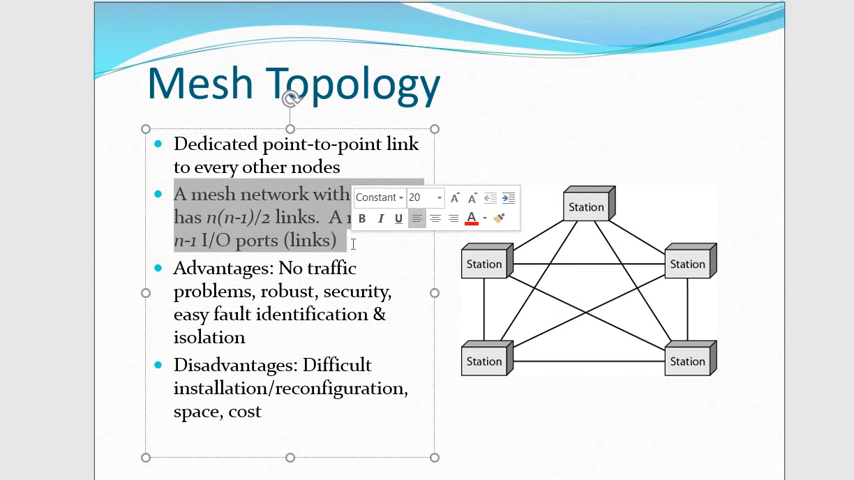 Mesh Topology
Dedicated point-to-point link
to every other nodes
A mesh network with
has n(n-1)/2 links. A
n-1 I/O ports (links)
Constant 20 A A
B I U A
Advantages: No traffic
problems, robust, security,
easy fault identification &
isolation
Disadvantages: Difficult
installation/reconfiguration,
space, cost
Station
Station
Station
Station
Station